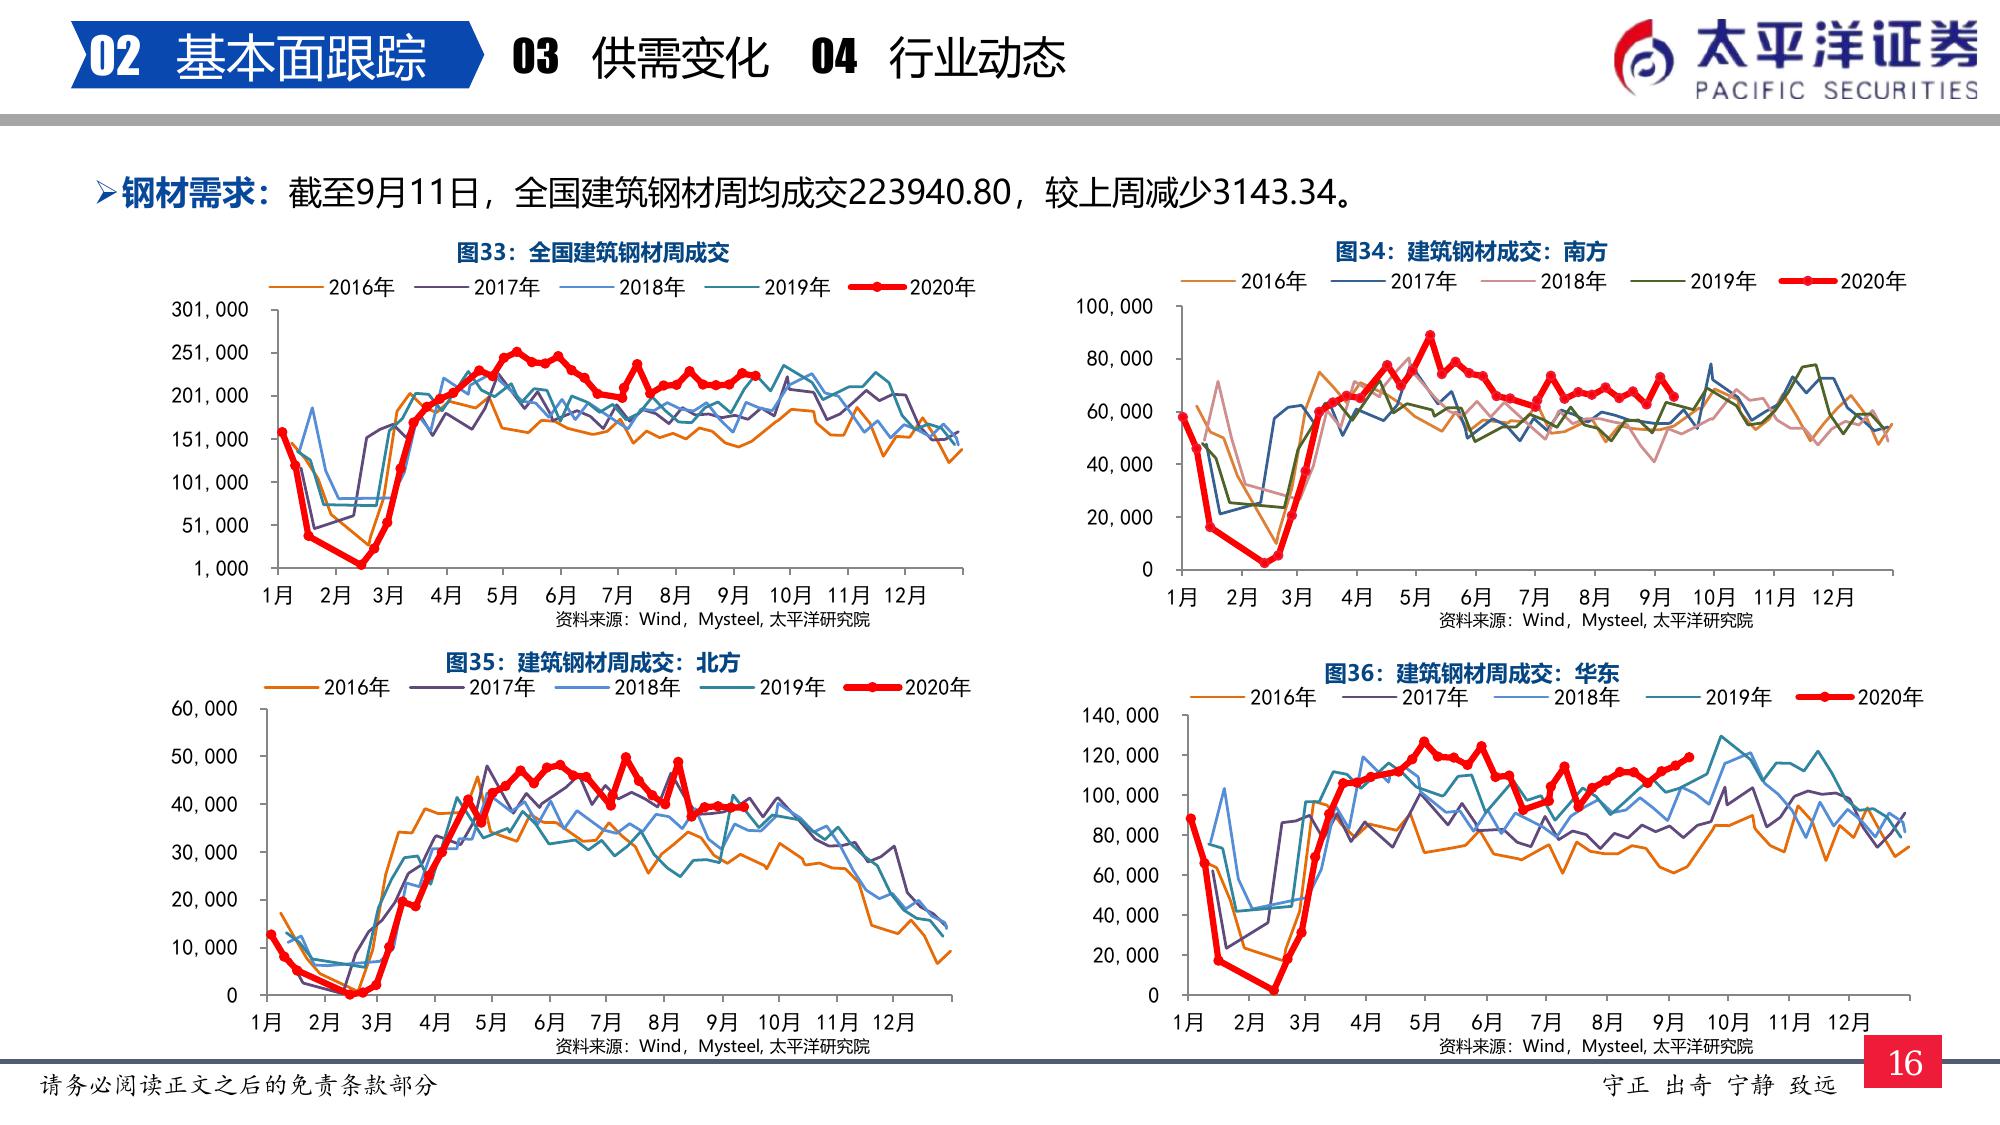 02 基本面跟踪 03 供需变化 04 行业动态
太平洋证券
PACIFIC SECURITIES
➢钢材需求：截至9月11日，全国建筑钢材周均成交223940.80，较上周减少3143.34。
图33：全国建筑钢材周成交
2016年 2017年 2018年 2019年 2020年
301,000
251,000
201,000
151,000
101,000
51,000
1,000
1月 2月 3月 4月 5月 6月 7月 8月 9月 10月 11月 12月
资料来源：Wind，Mysteel, 太平洋研究院
图34：建筑钢材成交：南方
2016年 2017年 2018年 2019年 2020年
100,000
80,000
60,000
40,000
20,000
0
1月 2月 3月 4月 5月 6月 7月 8月 9月 10月 11月 12月
资料来源：Wind，Mysteel, 太平洋研究院
图35：建筑钢材周成交：北方
2016年 2017年 2018年 2019年 2020年
60,000
50,000
40,000
30,000
20,000
10,000
0
1月 2月 3月 4月 5月 6月 7月 8月 9月 10月 11月 12月
资料来源：Wind，Mysteel, 太平洋研究院
图36：建筑钢材周成交：华东
2016年 2017年 2018年 2019年 2020年
140,000
120,000
100,000
80,000
60,000
40,000
20,000
0
1月 2月 3月 4月 5月 6月 7月 8月 9月 10月 11月 12月
资料来源：Wind，Mysteel, 太平洋研究院
请务必阅读正文之后的免责条款部分
守正 出奇 宁静 致远
16